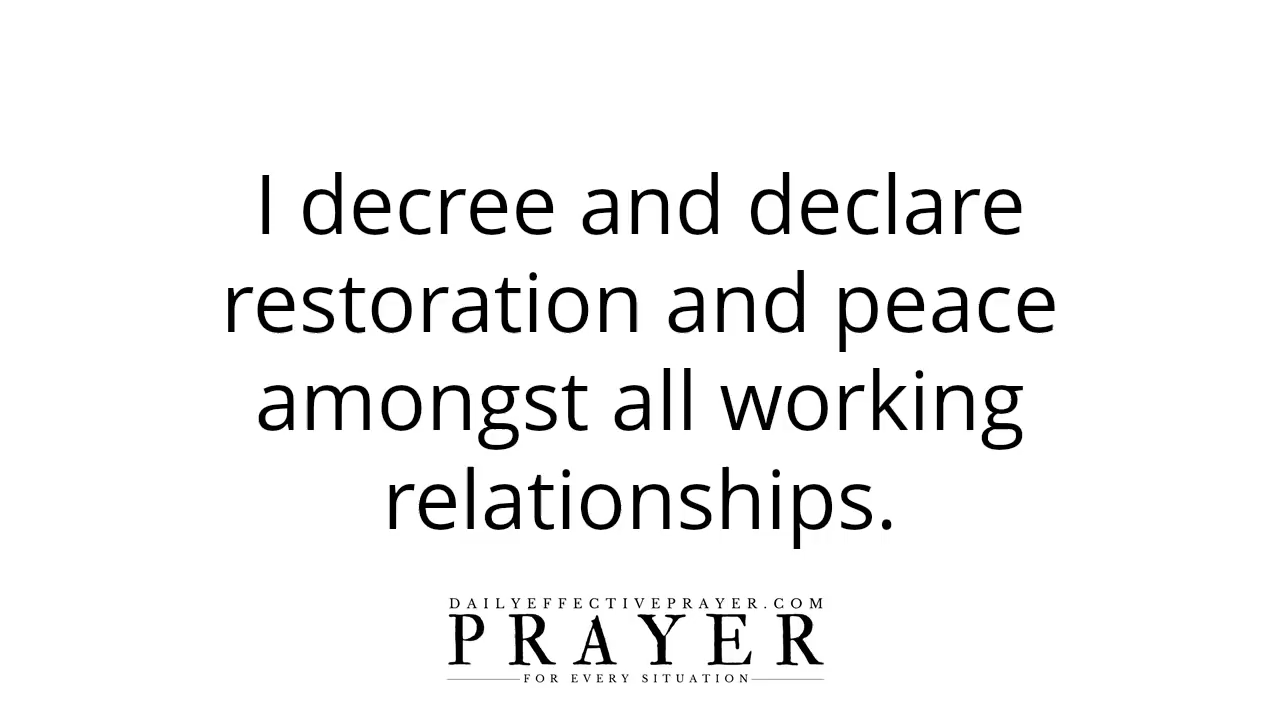 I decree and declare
restoration and peace
amongst all working
relationships.
DAILYEFFECTIVEPRAYER.COM
PRAYER
FOR EVERY SITUATION